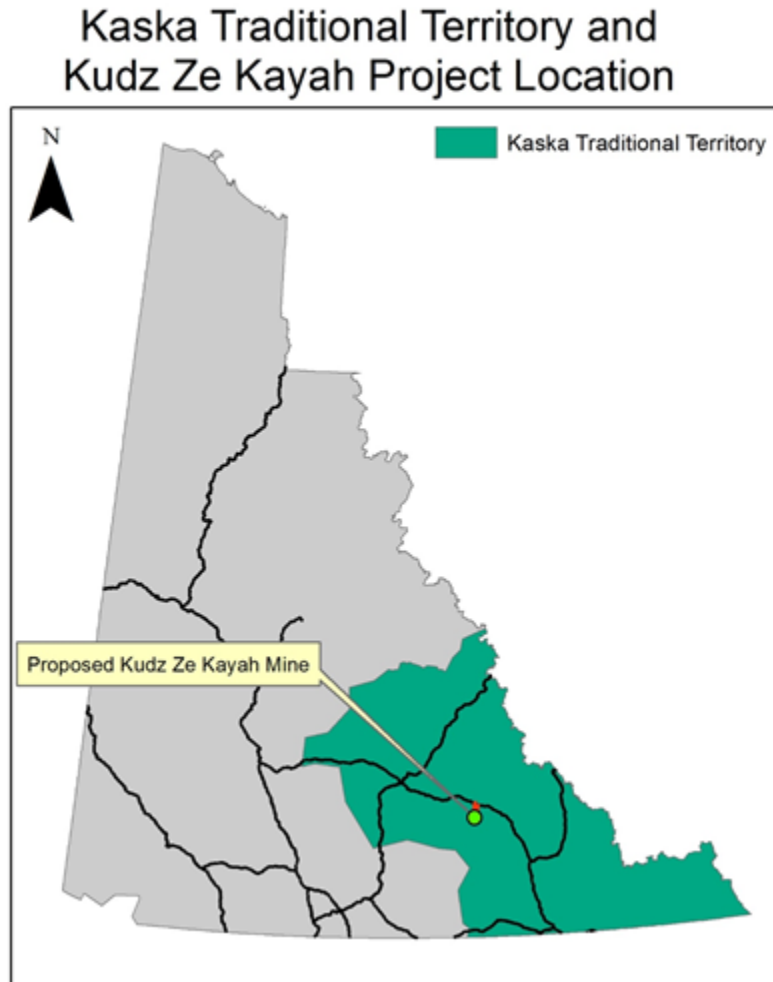 Kaska Traditional Territory and
Kudz Ze Kayah Project Location
N
Kaska Traditional Territory
Proposed Kudz Ze Kayah Mine